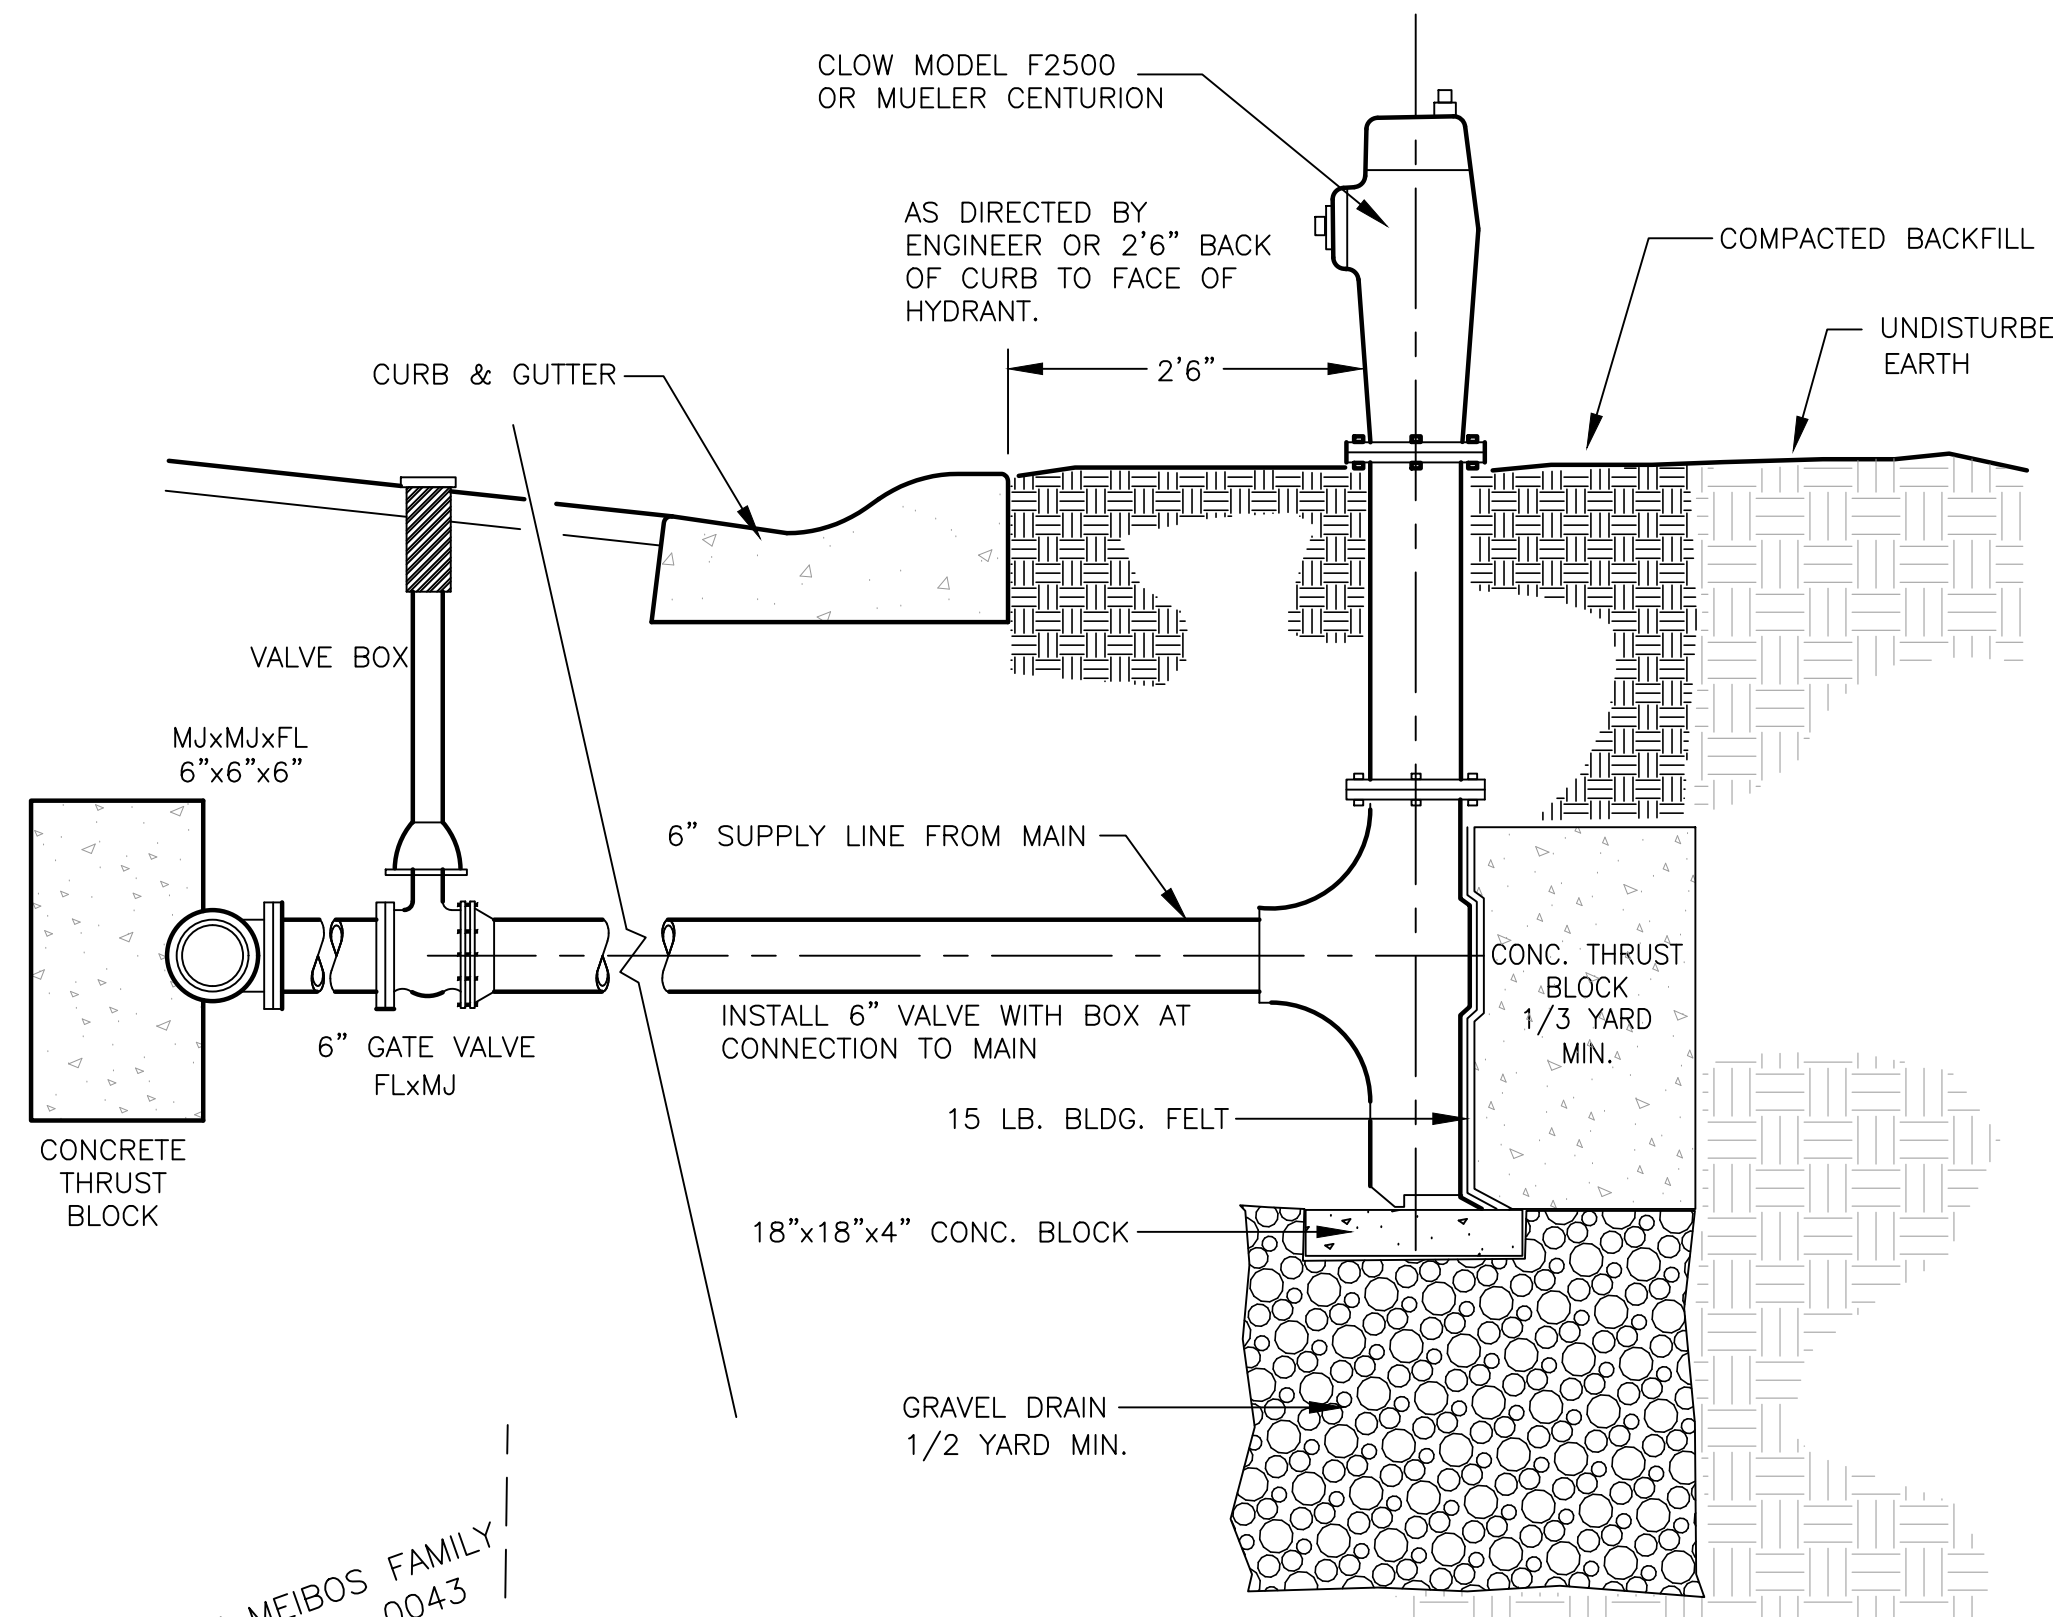 CLOW MODEL F2500
OR MUELER CENTURION
AS DIRECTED BY
ENGINEER OR 2'6" BACK
OF CURB TO FACE OF
HYDRANT.
COMPACTED BACKFILL
UNDISTURBE
EARTH
CURB & GUTTER
2'6"
VALVE BOX
MJxMJxFL
6"x6"x6"
6" SUPPLY LINE FROM MAIN
CONC. THRUST
BLOCK
1/3 YARD
MIN.
INSTALL 6" VALVE WITH BOX AT
CONNECTION TO MAIN
6" GATE VALVE
FLxMJ
15 LB. BLDG. FELT
CONCRETE
THRUST
BLOCK
18"x18"x4" CONC. BLOCK
GRAVEL DRAIN
1/2 YARD MIN.
MEIBOS FAMILY
0043